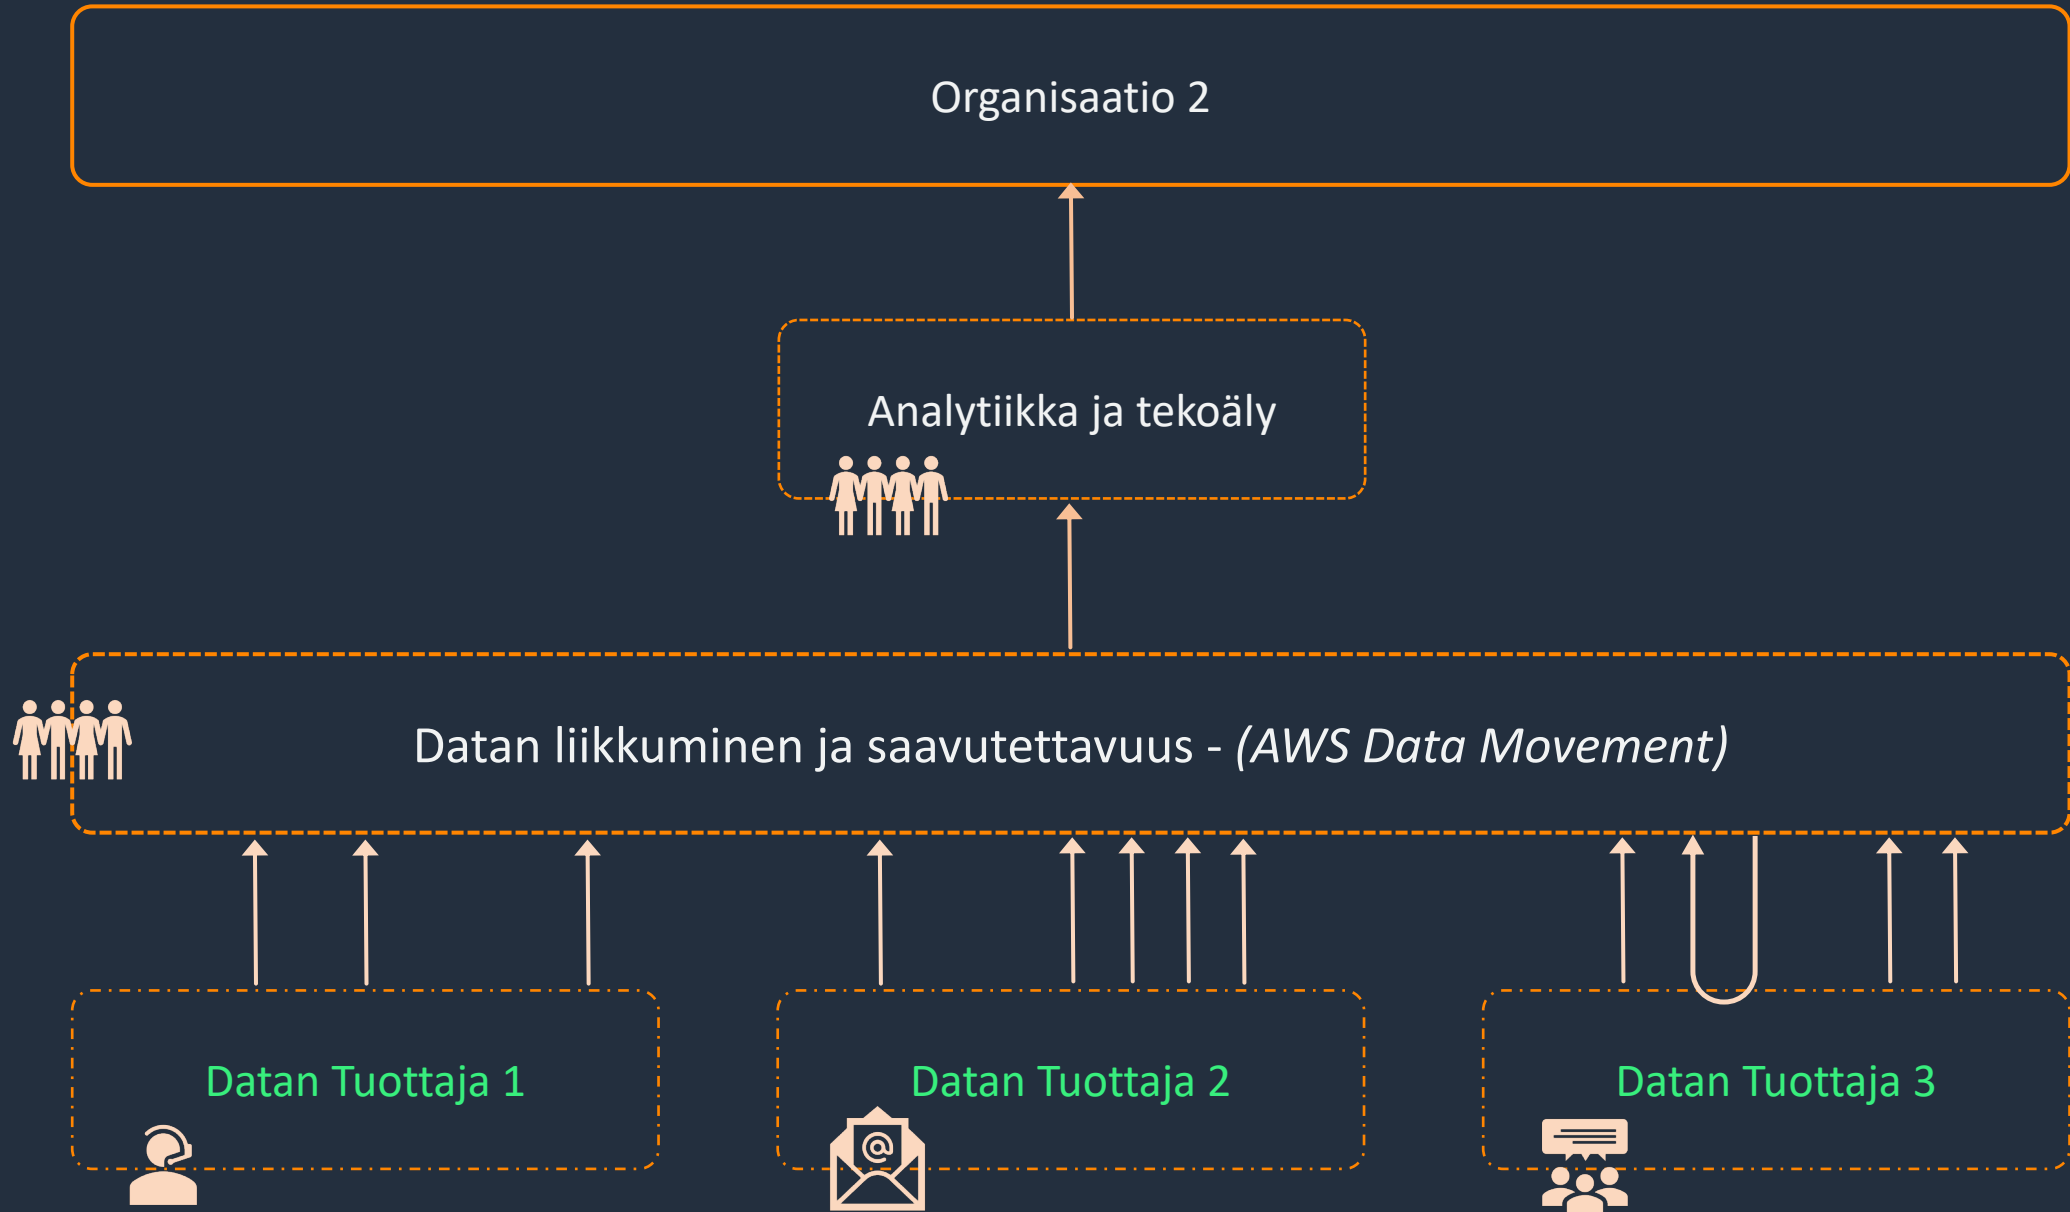 Organisaatio 2
Analytiikka ja tekoäly
Datan liikkuminen ja saavutettavuus - (AWS Data Movement)
Datan Tuottaja 1
Datan Tuottaja 2
Datan Tuottaja 3
@